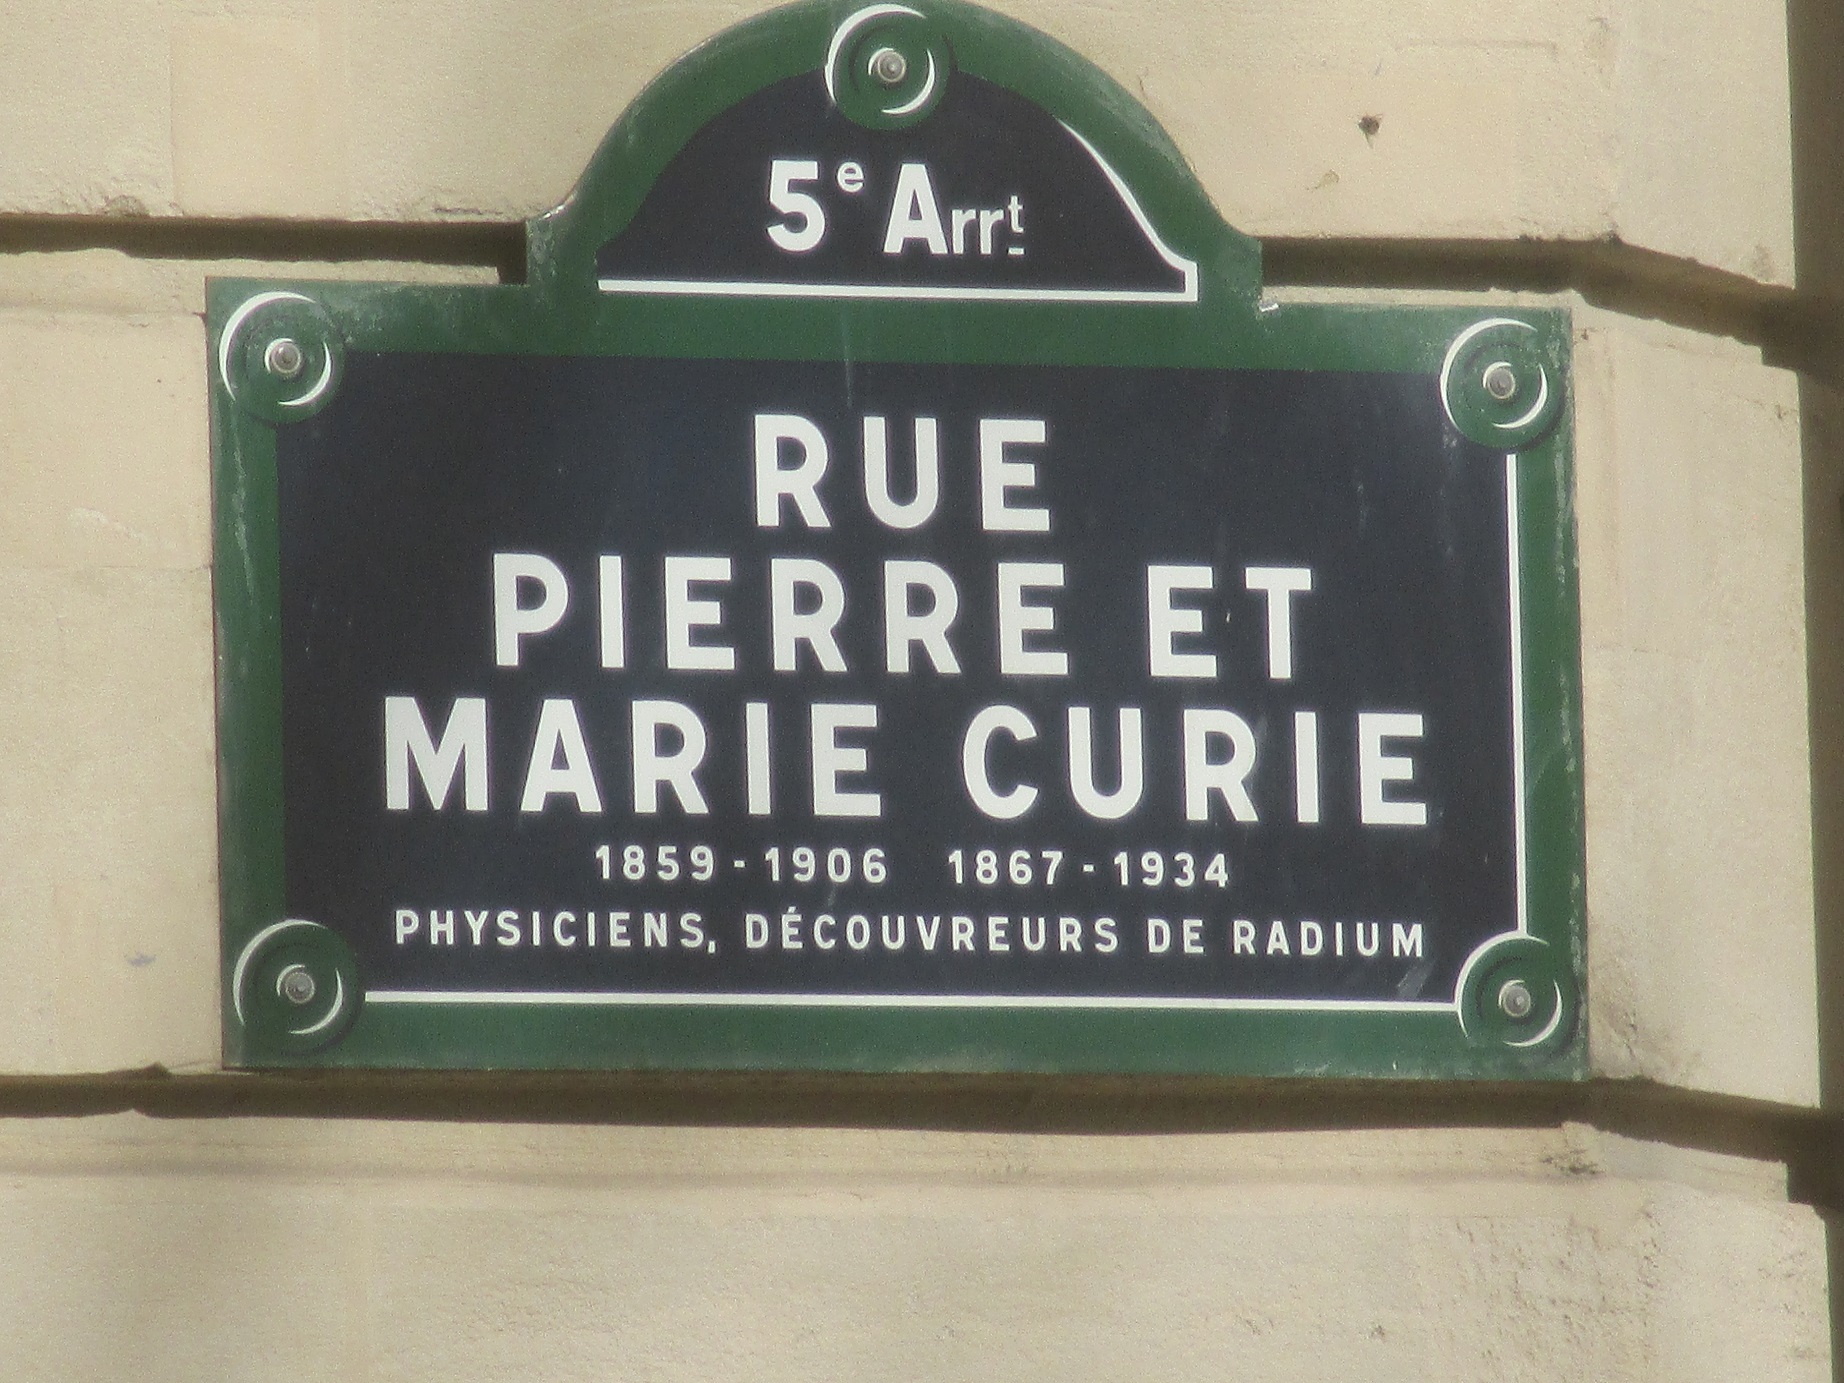 5e Arrt
RUE
PIERRE ET
MARIE CURIE
1859 - 1906 1867 - 1934
PHYSICIENS, DÉCOUVREURS DE RADIUM